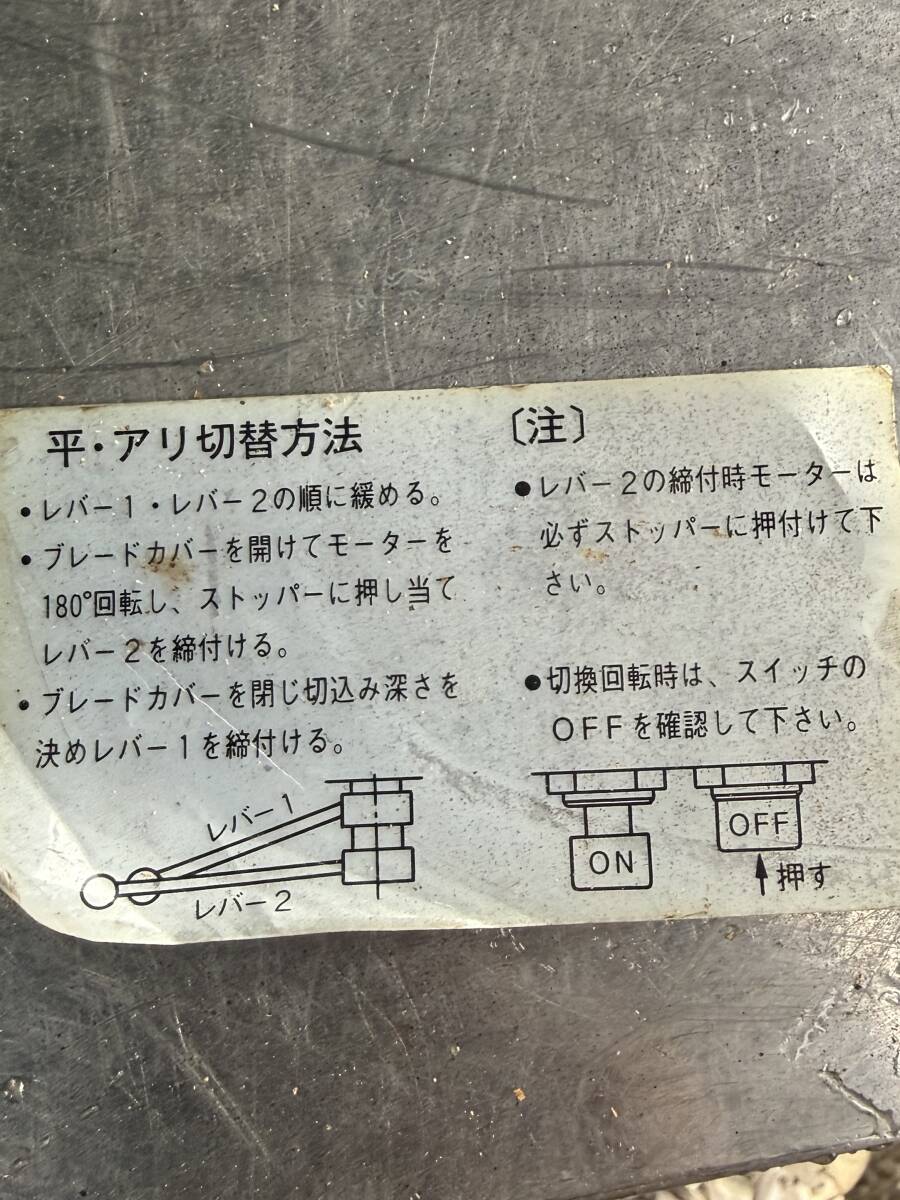 平・アリ切替方法
•レバー1・レバー2の順に緩める。
•ブレードカバーを開けてモーターを
180°回転し、ストッパーに押し当て
レバー2を締付ける。
•ブレードカバーを閉じ切込み深さを
決めレバー1を締付ける。
レバー1
レバー2
〔注〕
●レバー2の締付時モーターは
必ずストッパーに押付けて下
さい。
●切換回転時は、スイッチの
OFFを確認して下さい。
ON
OFF
押す